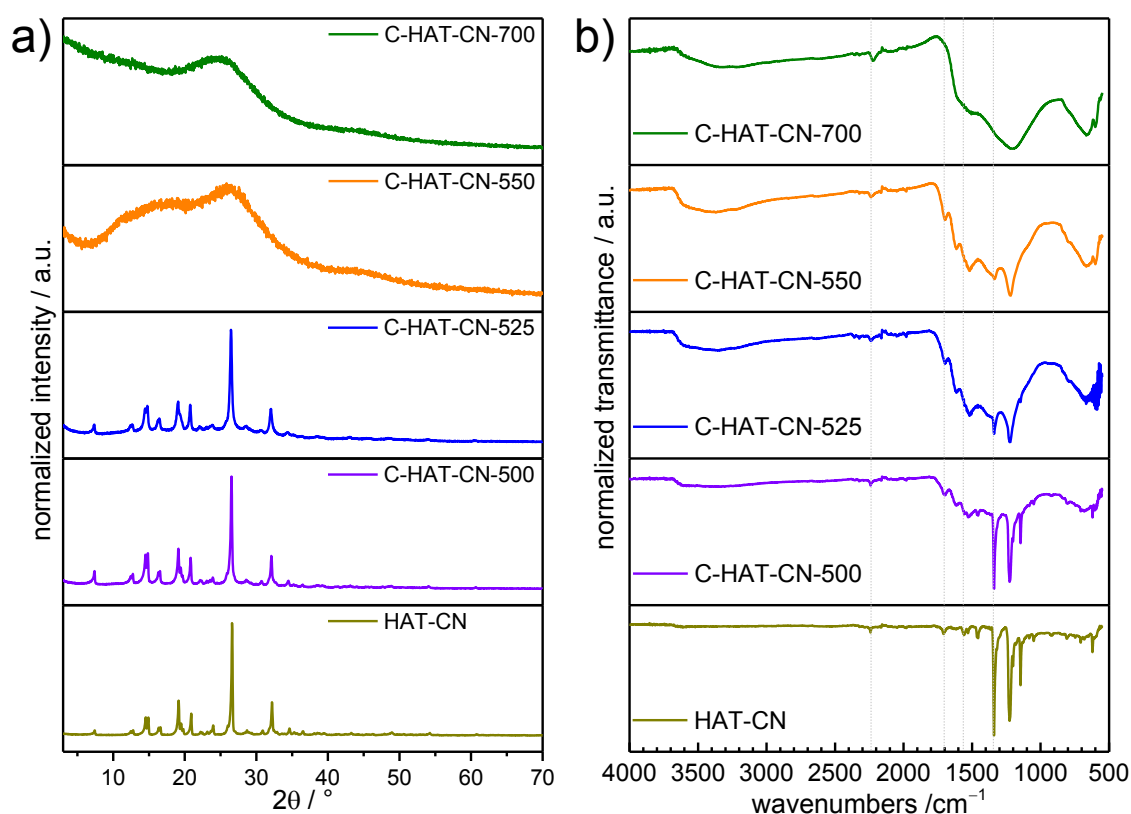 a)
C-HAT-CN-700
C-HAT-CN-550
C-HAT-CN-525
C-HAT-CN-500
HAT-CN
normalized intensity / a.u.
10 20 30 40 50 60 70
2θ / °
b)
C-HAT-CN-700
C-HAT-CN-550
C-HAT-CN-525
C-HAT-CN-500
HAT-CN
normalized transmittance / a.u.
4000 3500 3000 2500 2000 1500 1000 500
wavenumbers /cm⁻¹